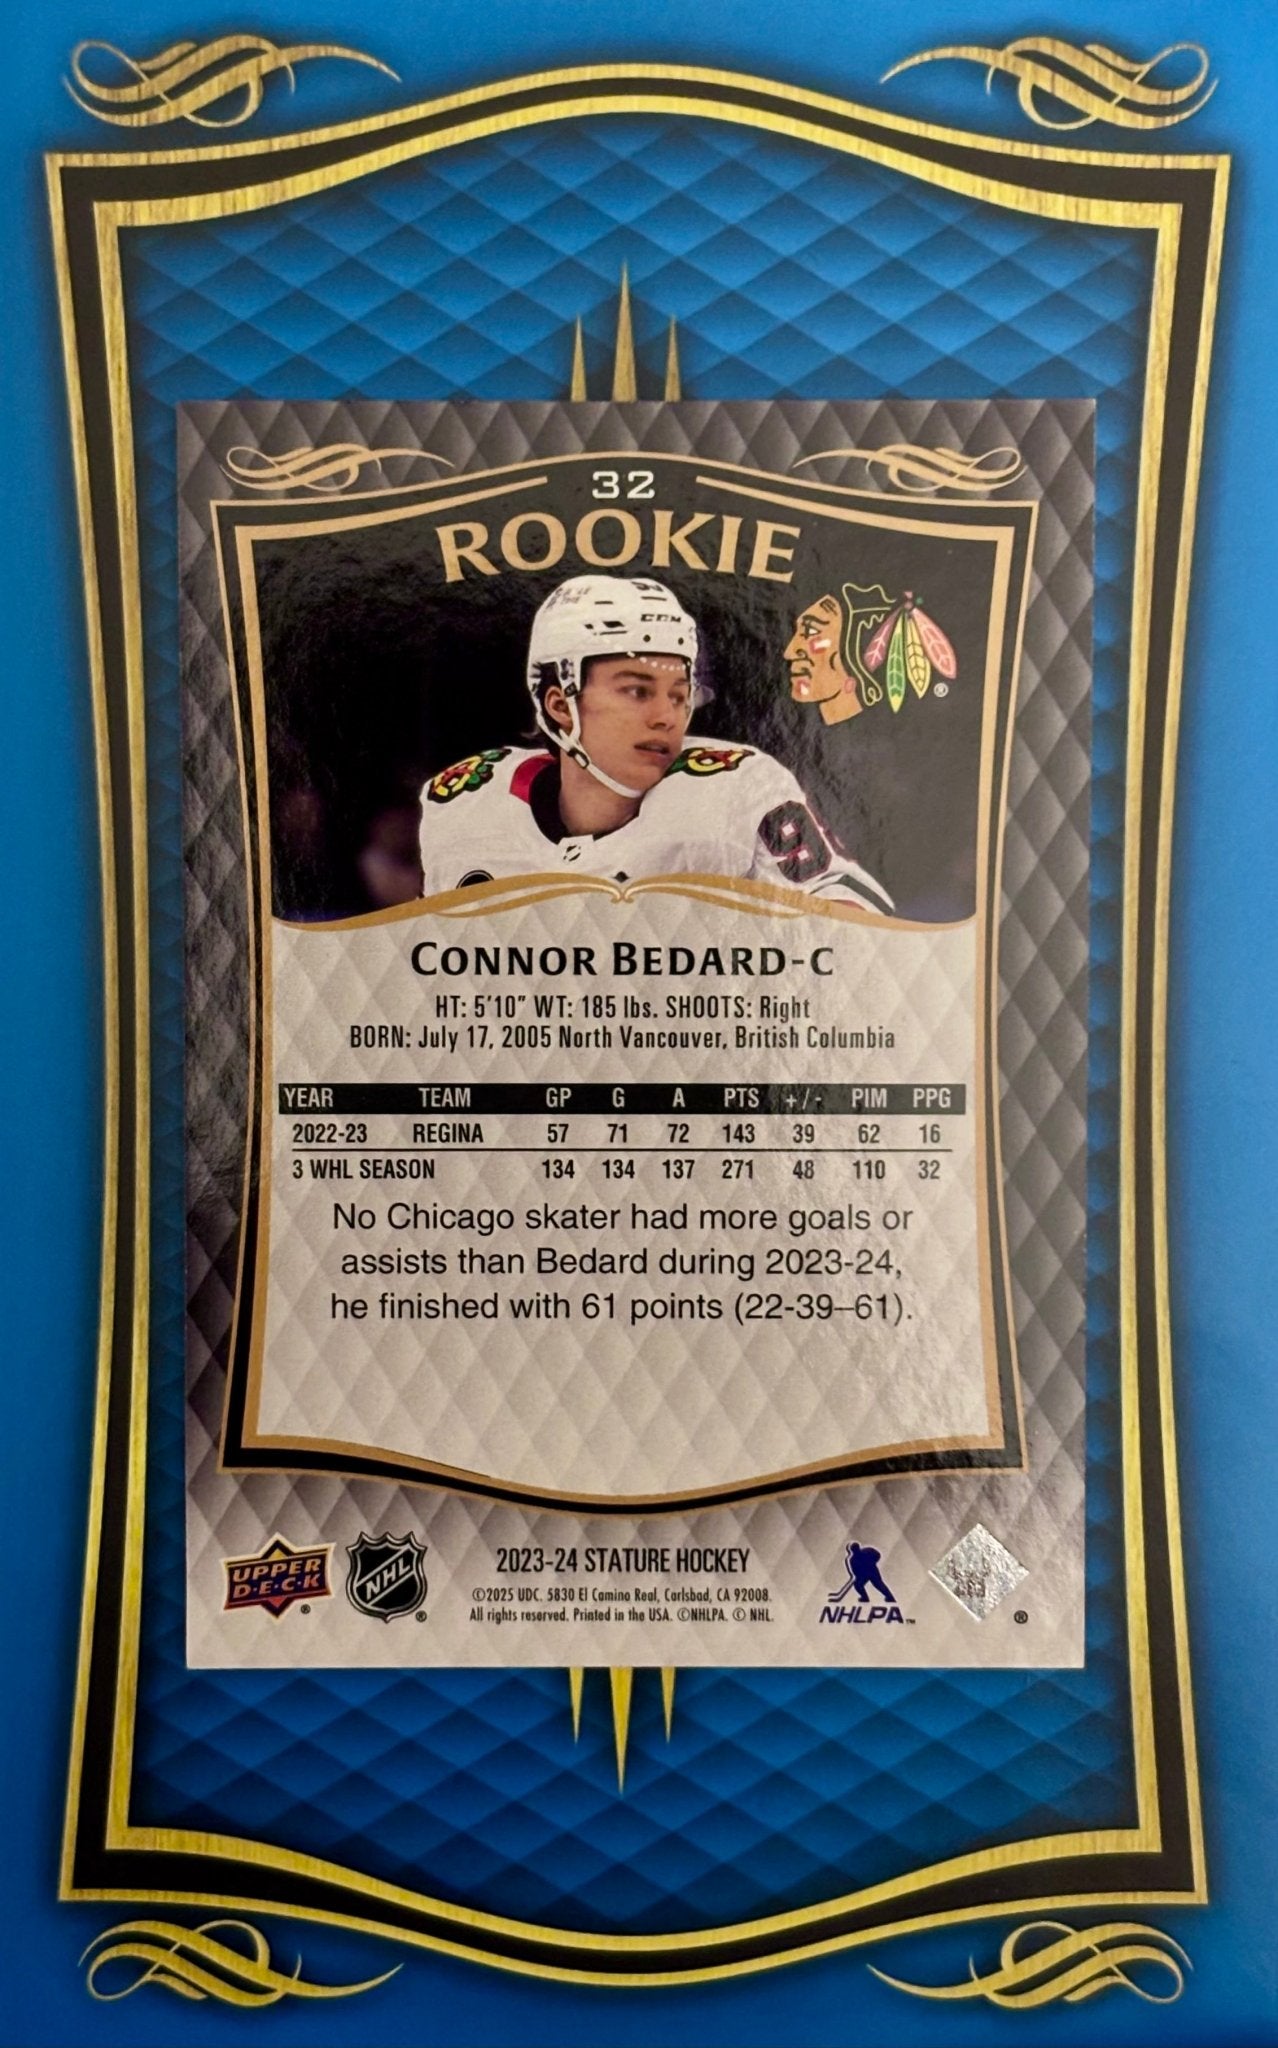 32
ROOKIE
CCM
®
CONNOR BEDARD-C
HT: 5'10" WT: 185 lbs. SHOOTS: Right
BORN: July 17, 2005 North Vancouver, British Columbia
YEAR TEAM GP G A PTS +/- PIM PPG
2022-23 REGINA 57 71 72 143 39 62 16
3 WHL SEASON 134 134 137 271 48 110 32
No Chicago skater had more goals or
assists than Bedard during 2023-24,
he finished with 61 points (22-39–61).
UPPER
D·E·C·K
®
NHL
®
2023-24 STATURE HOCKEY
©2025 UDC. 5830 El Camino Real, Carlsbad, CA 92008.
All rights reserved. Printed in the USA. ©NHLPA. © NHL.
NHLPA™
®